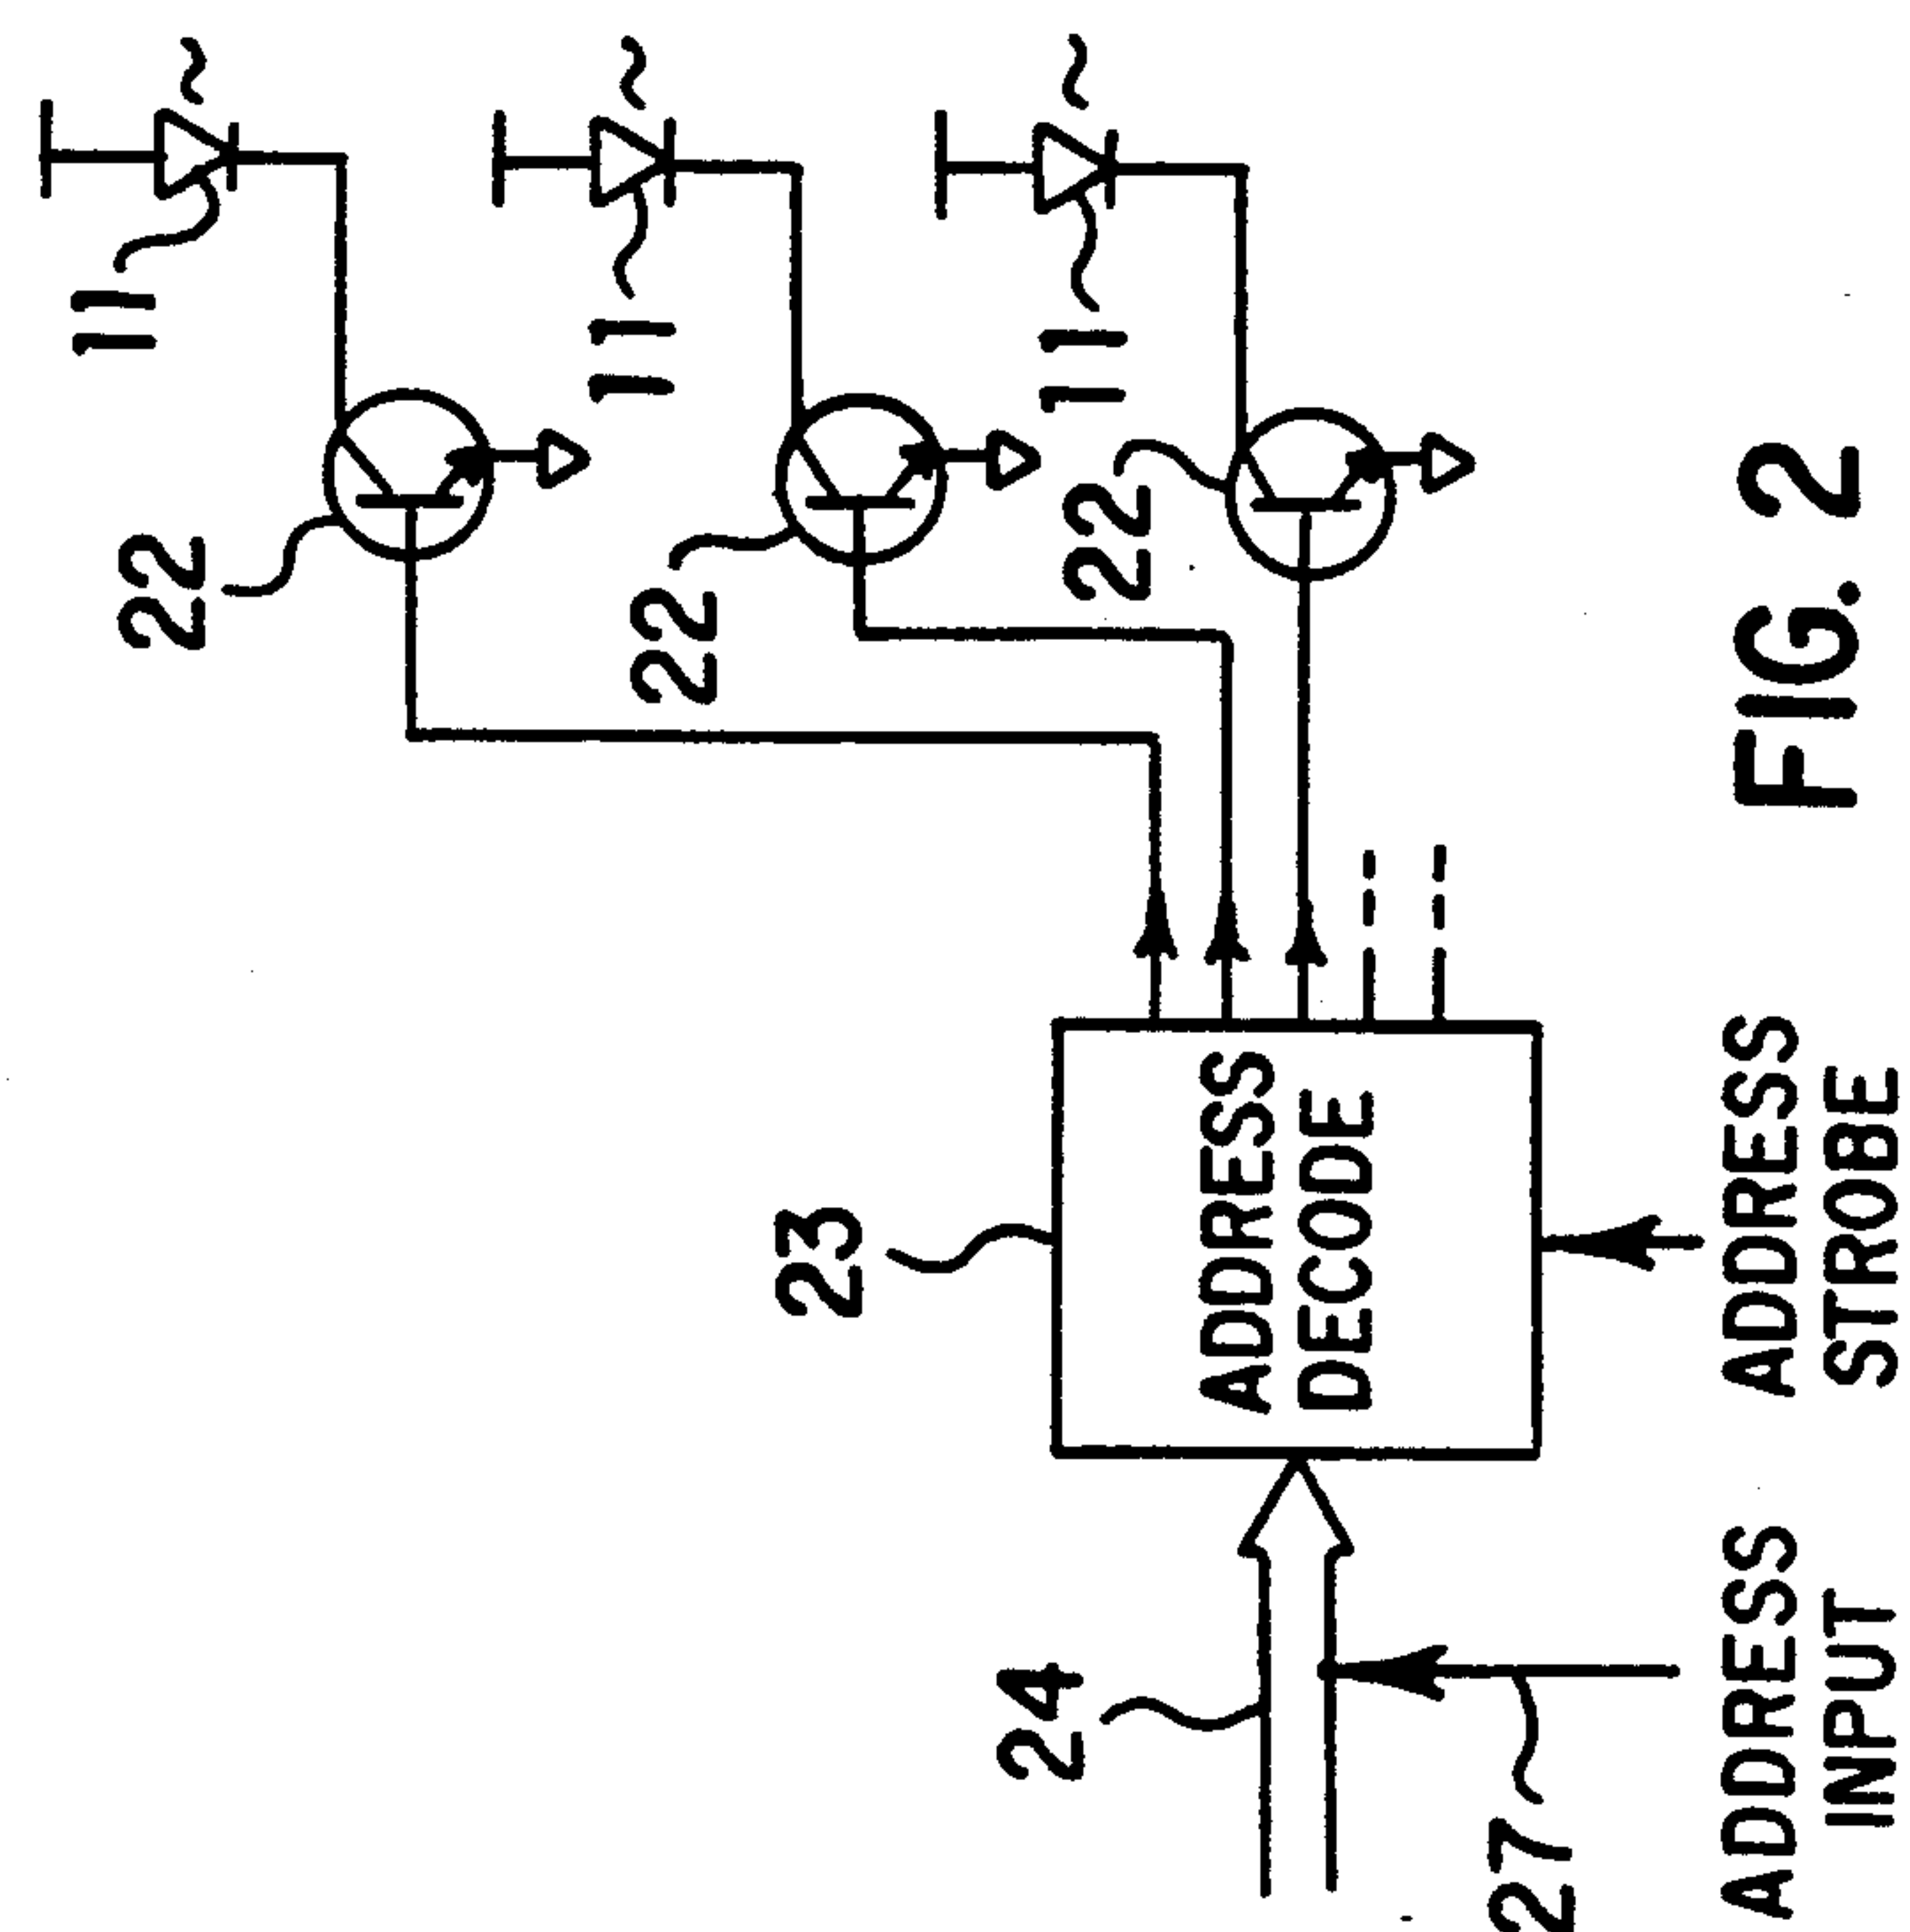 11
11
11
22
22
22
23
ADDRESS
DECODE
24
27
ADDRESS
INPUT
ADDRESS
STROBE
FIG. 2